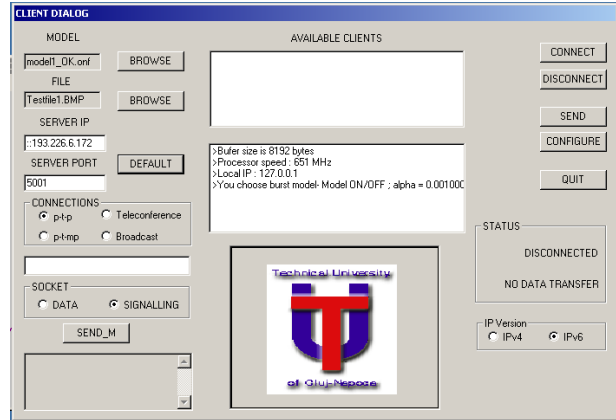 CLIENT DIALOG
MODEL
model1_OK.onf
BROWSE
FILE
Testfile1.BMP
BROWSE
SERVER IP
::193.226.6.172
SERVER PORT
DEFAULT
5001
CONNECTIONS
p-t-p
Teleconference
p-t-mp
Broadcast
SOCKET
DATA
SIGNALLING
SEND_M
AVAILABLE CLIENTS
>Bufer size is 8192 bytes
>Processor speed : 651 MHz
>Local IP : 127.0.0.1
>You choose burst model- Model ON/OFF ; alpha = 0.001000
Technical University
UT
of Cluj-Napoca
CONNECT
DISCONNECT
SEND
CONFIGURE
QUIT
STATUS
DISCONNECTED
NO DATA TRANSFER
IP Version
IPv4
IPv6